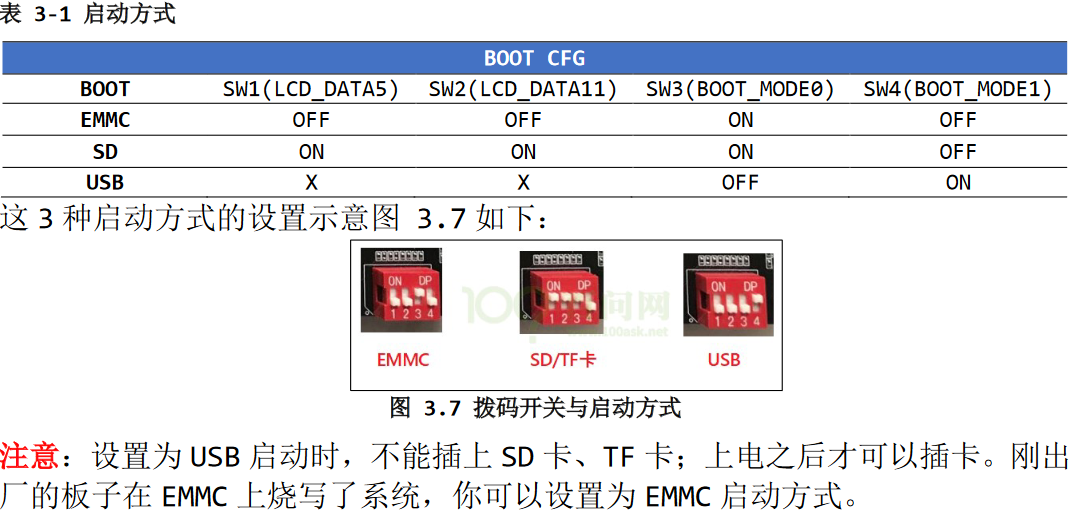 表 3-1 启动方式
BOOT CFG
BOOT SW1(LCD_DATA5) SW2(LCD_DATA11) SW3(BOOT_MODE0) SW4(BOOT_MODE1)
EMMC OFF OFF ON OFF
SD ON ON ON OFF
USB X X OFF ON
这 3 种启动方式的设置示意图 3.7 如下：
ON DP
1 2 3 4
ON DP
1 2 3 4
ON DP
1 2 3 4
100 问网
100ask.net
EMMC SD/TF卡 USB
图 3.7 拨码开关与启动方式
注意：设置为 USB 启动时，不能插上 SD 卡、TF 卡；上电之后才可以插卡。刚出
厂的板子在 EMMC 上烧写了系统，你可以设置为 EMMC 启动方式。